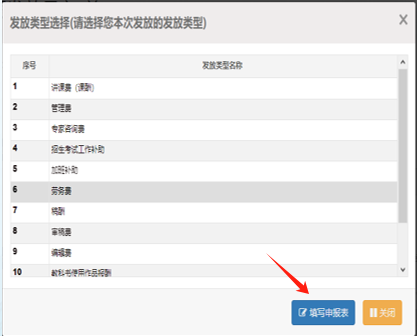 发放类型选择(请选择您本次发放的发放类型) X
序号 发放类型名称
1 讲课费（课酬）
2 管理费
3 专家咨询费
4 招生考试工作补助
5 加班补助
6 劳务费
7 稿酬
8 审稿费
9 编辑费
10 教科书使用作品报酬
填写申报表 关闭